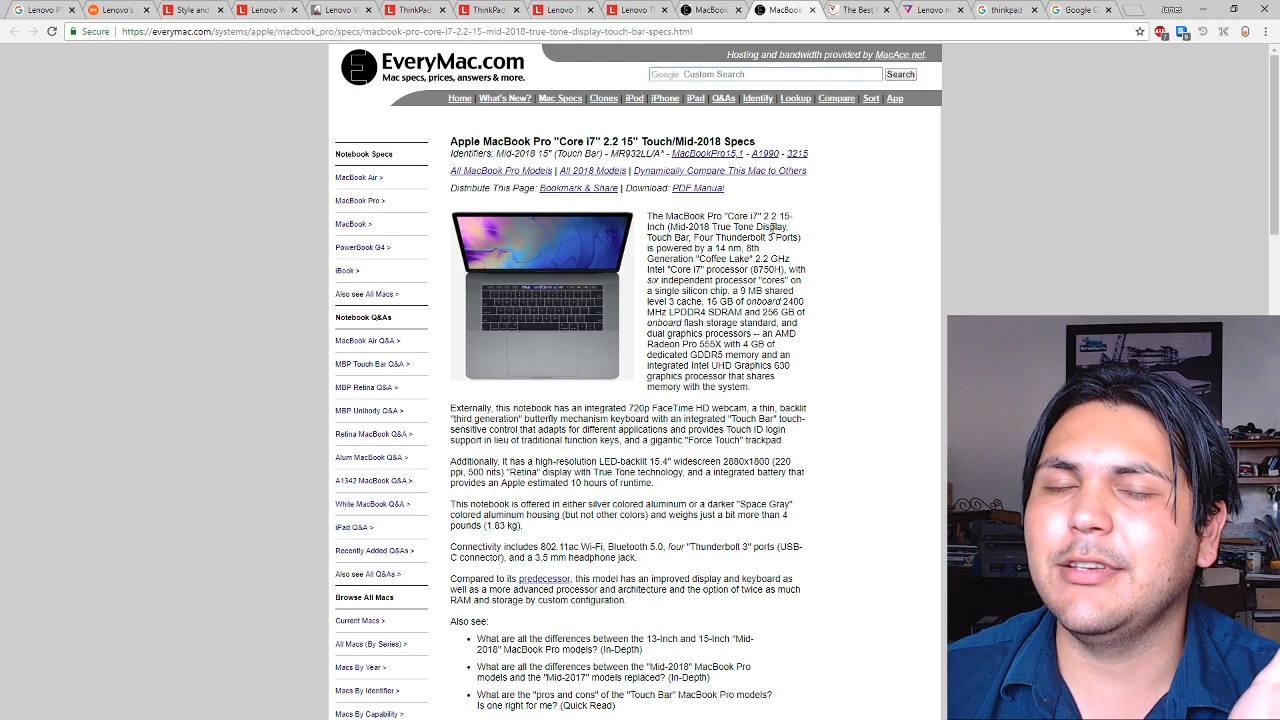 Lenovo P
Lenovo's
Style and
Lenovo W
Lenovo V
ThinkPad
ThinkPad
Lenovo T
Lenovo T
MacBook
MacBook
The Best
Lenovo m
thinkpad
Google C
Secure
https://everymac.com/systems/apple/macbook_pro/specs/macbook-pro-core-i7-2.2-15-mid-2018-true-tone-display-touch-bar-specs.html
Hosting and bandwidth provided by MacAce.net.
EveryMac.com
Mac specs, prices, answers & more.
Google Custom Search
Search
Home | What's New? | Mac Specs | Clones | iPod | iPhone | iPad | Q&As | Identify | Lookup | Compare | Sort | App
Notebook Specs
MacBook Air >
MacBook Pro >
MacBook >
PowerBook G4 >
iBook >
Also see All Macs >
Notebook Q&As
MacBook Air Q&A >
MBP Touch Bar Q&A >
MBP Retina Q&A >
MBP Unibody Q&A >
Retina MacBook Q&A >
Alum MacBook Q&A >
A1342 MacBook Q&A >
White MacBook Q&A >
iPad Q&A >
Recently Added Q&As >
Also see All Q&As >
Browse All Macs
Current Macs >
All Macs (By Series) >
Macs By Year >
Macs By Identifier >
Macs By Capability >
Apple MacBook Pro "Core i7" 2.2 15" Touch/Mid-2018 Specs
Identifiers: Mid-2018 15" (Touch Bar) - MR932LL/A* - MacBookPro15,1 - A1990 - 3215
All MacBook Pro Models | All 2018 Models | Dynamically Compare This Mac to Others
Distribute This Page: Bookmark & Share | Download: PDF Manual
The MacBook Pro "Core i7" 2.2 15-
Inch (Mid-2018 True Tone Display,
Touch Bar, Four Thunderbolt 3 Ports)
is powered by a 14 nm, 8th
Generation "Coffee Lake" 2.2 GHz
Intel "Core i7" processor (8750H), with
six independent processor "cores" on
a single silicon chip, a 9 MB shared
level 3 cache, 16 GB of onboard 2400
MHz LPDDR4 SDRAM and 256 GB of
onboard flash storage standard, and
dual graphics processors -- an AMD
Radeon Pro 555X with 4 GB of
dedicated GDDR5 memory and an
integrated Intel UHD Graphics 630
graphics processor that shares
memory with the system.
Externally, this notebook has an integrated 720p FaceTime HD webcam, a thin, backlit
"third generation" butterfly mechanism keyboard with an integrated "Touch Bar" touch-
sensitive control that adapts for different applications and provides Touch ID login
support in lieu of traditional function keys, and a gigantic "Force Touch" trackpad.
Additionally, it has a high-resolution LED-backlit 15.4" widescreen 2880x1800 (220
ppi, 500 nits) "Retina" display with True Tone technology, and a integrated battery that
provides an Apple estimated 10 hours of runtime.
This notebook is offered in either silver colored aluminum or a darker "Space Gray"
colored aluminum housing (but not other colors) and weighs just a bit more than 4
pounds (1.83 kg).
Connectivity includes 802.11ac Wi-Fi, Bluetooth 5.0, four "Thunderbolt 3" ports (USB-
C connector), and a 3.5 mm headphone jack.
Compared to its predecessor, this model has an improved display and keyboard as
well as a more advanced processor and architecture and the option of twice as much
RAM and storage by custom configuration.
Also see:
What are all the differences between the 13-Inch and 15-Inch "Mid-
2018" MacBook Pro models? (In-Depth)
What are all the differences between the "Mid-2018" MacBook Pro
models and the "Mid-2017" models replaced? (In-Depth)
What are the "pros and cons" of the "Touch Bar" MacBook Pro models?
Is one right for me? (Quick Read)